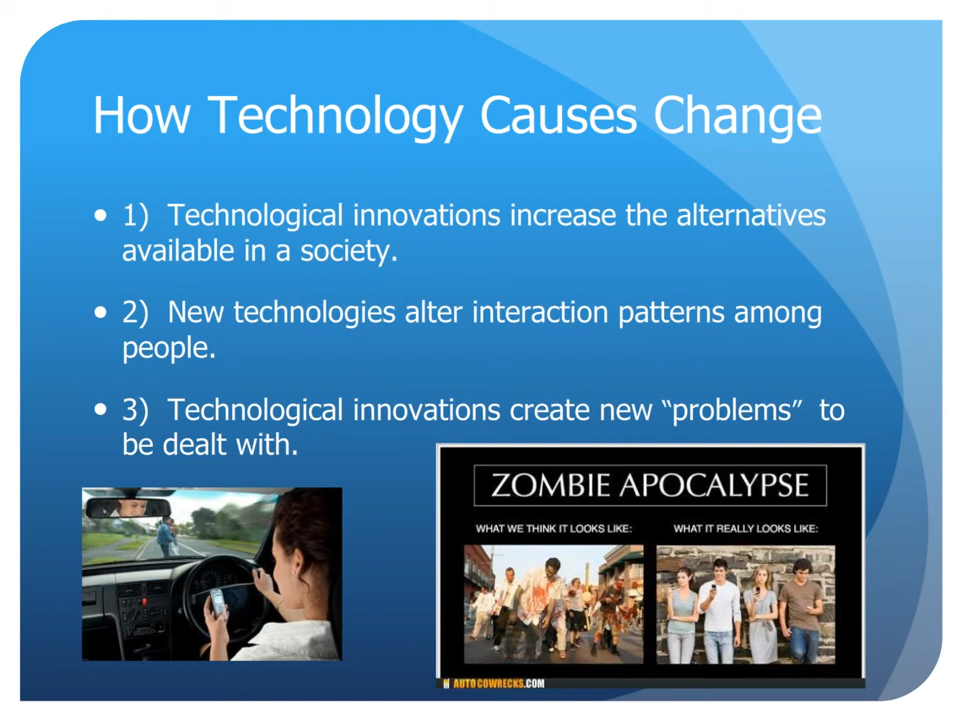 How Technology Causes Change
• 1)  Technological innovations increase the alternatives
available in a society.
• 2)  New technologies alter interaction patterns among
people.
• 3)  Technological innovations create new “problems”  to
be dealt with.
ZOMBIE APOCALYPSE
WHAT WE THINK IT LOOKS LIKE:
WHAT IT REALLY LOOKS LIKE:
AUTOCOWRECKS.COM